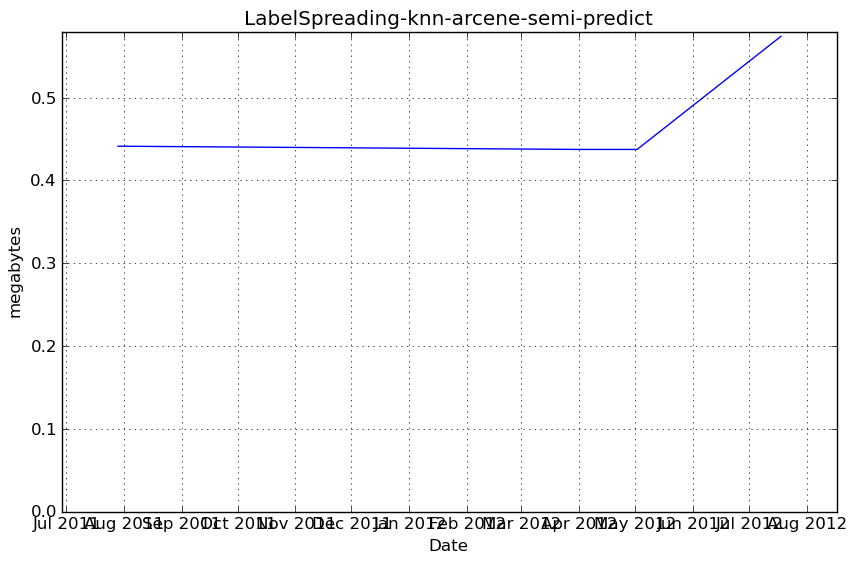 LabelSpreading-knn-arcene-semi-predict
megabytes
0.5
0.4
0.3
0.2
0.1
0.0
Jul 2011 Aug 2011 Sep 2011 Oct 2011 Nov 2011 Dec 2011 Jan 2012 Feb 2012 Mar 2012 Apr 2012 May 2012 Jun 2012 Jul 2012 Aug 2012
Date